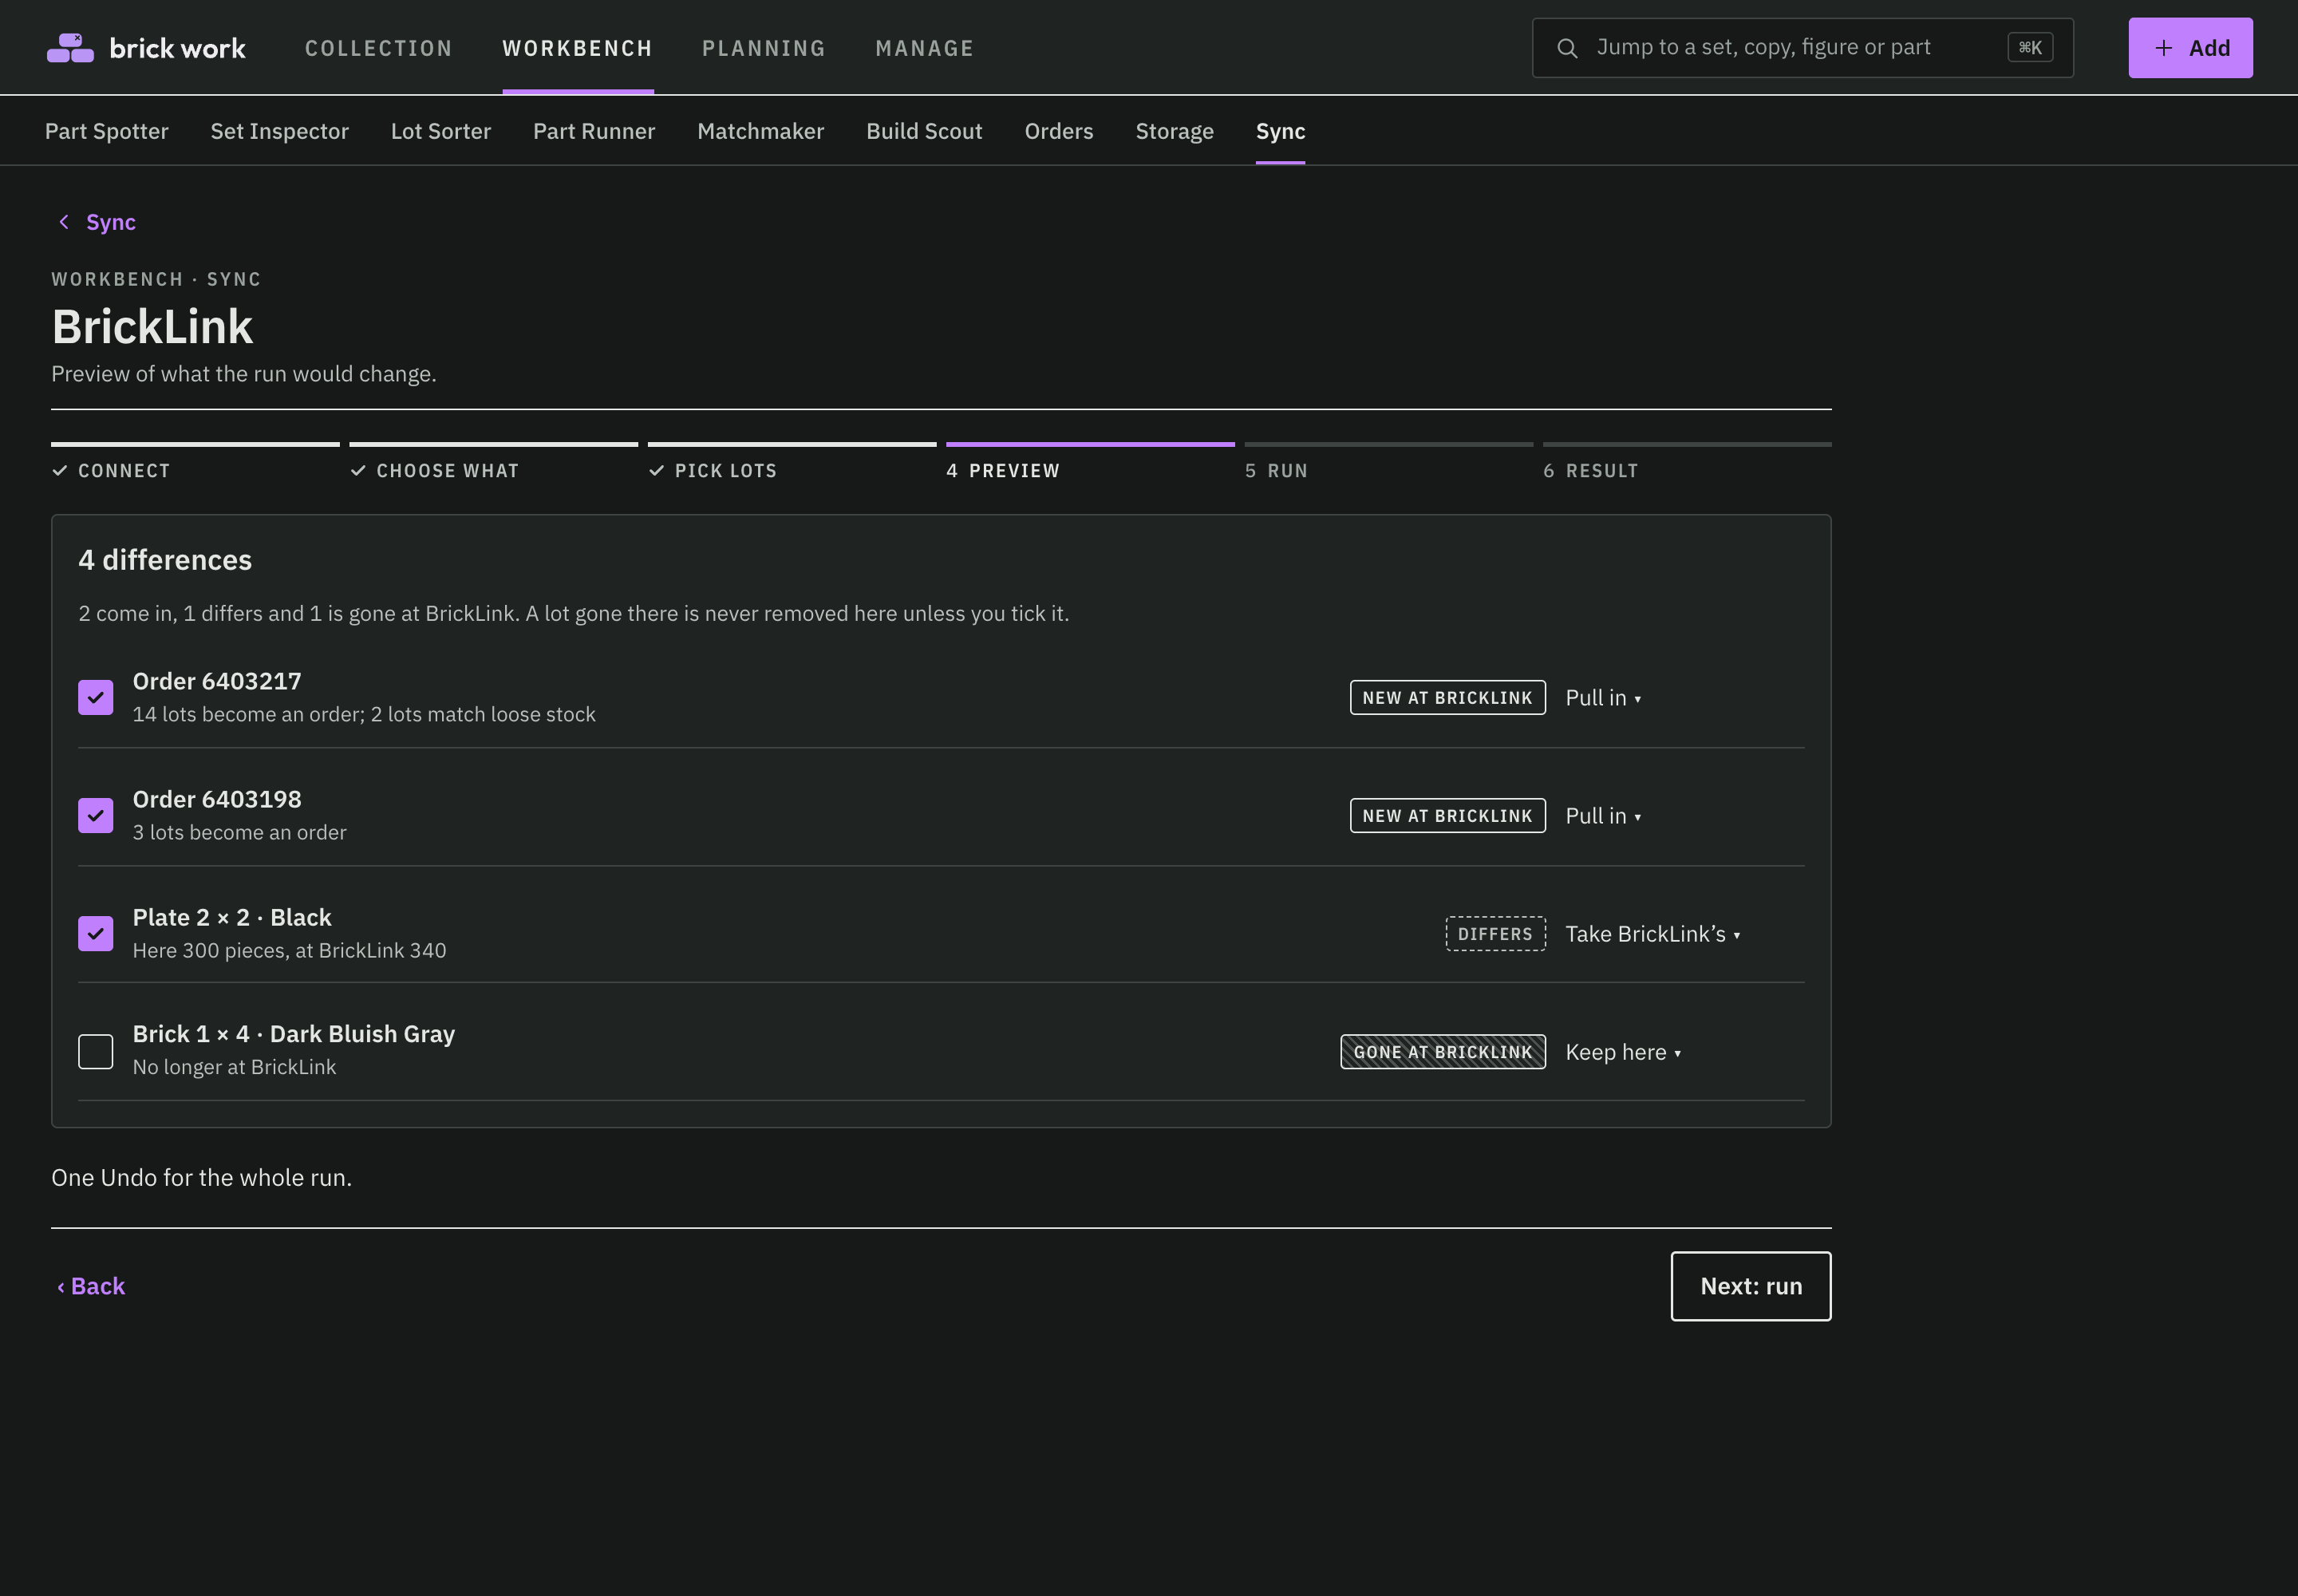 brick work
COLLECTION
WORKBENCH
PLANNING
MANAGE
Jump to a set, copy, figure or part
⌘K
+ Add
Part Spotter
Set Inspector
Lot Sorter
Part Runner
Matchmaker
Build Scout
Orders
Storage
Sync
‹ Sync
WORKBENCH · SYNC
BrickLink
Preview of what the run would change.
✓ CONNECT
✓ CHOOSE WHAT
✓ PICK LOTS
4 PREVIEW
5 RUN
6 RESULT
4 differences
2 come in, 1 differs and 1 is gone at BrickLink. A lot gone there is never removed here unless you tick it.
Order 6403217
14 lots become an order; 2 lots match loose stock
NEW AT BRICKLINK
Pull in ▾
Order 6403198
3 lots become an order
NEW AT BRICKLINK
Pull in ▾
Plate 2 × 2 · Black
Here 300 pieces, at BrickLink 340
DIFFERS
Take BrickLink’s ▾
Brick 1 × 4 · Dark Bluish Gray
No longer at BrickLink
GONE AT BRICKLINK
Keep here ▾
One Undo for the whole run.
‹ Back
Next: run